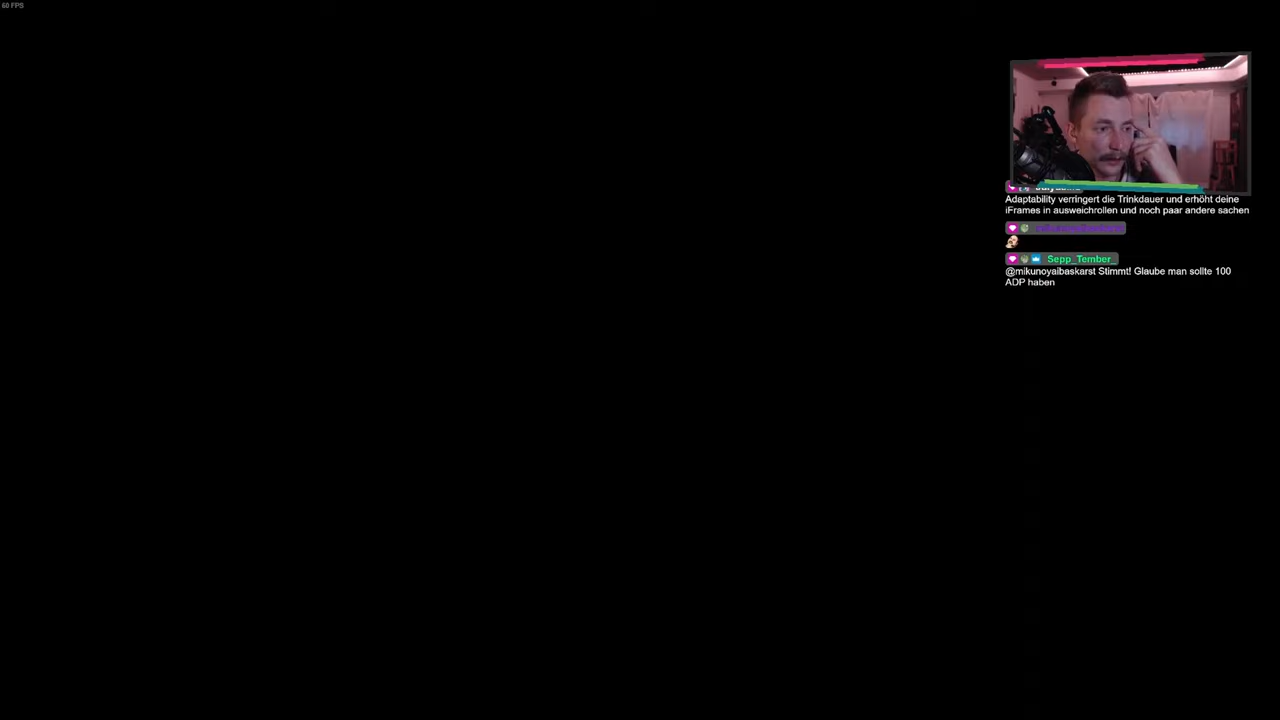 60 FPS
Adaptability verringert die Trinkdauer und erhöht deine
iFrames in ausweichrollen und noch paar andere sachen
Sepp_Tember_
@mikunoyaibaskarst Stimmt! Glaube man sollte 100
ADP haben